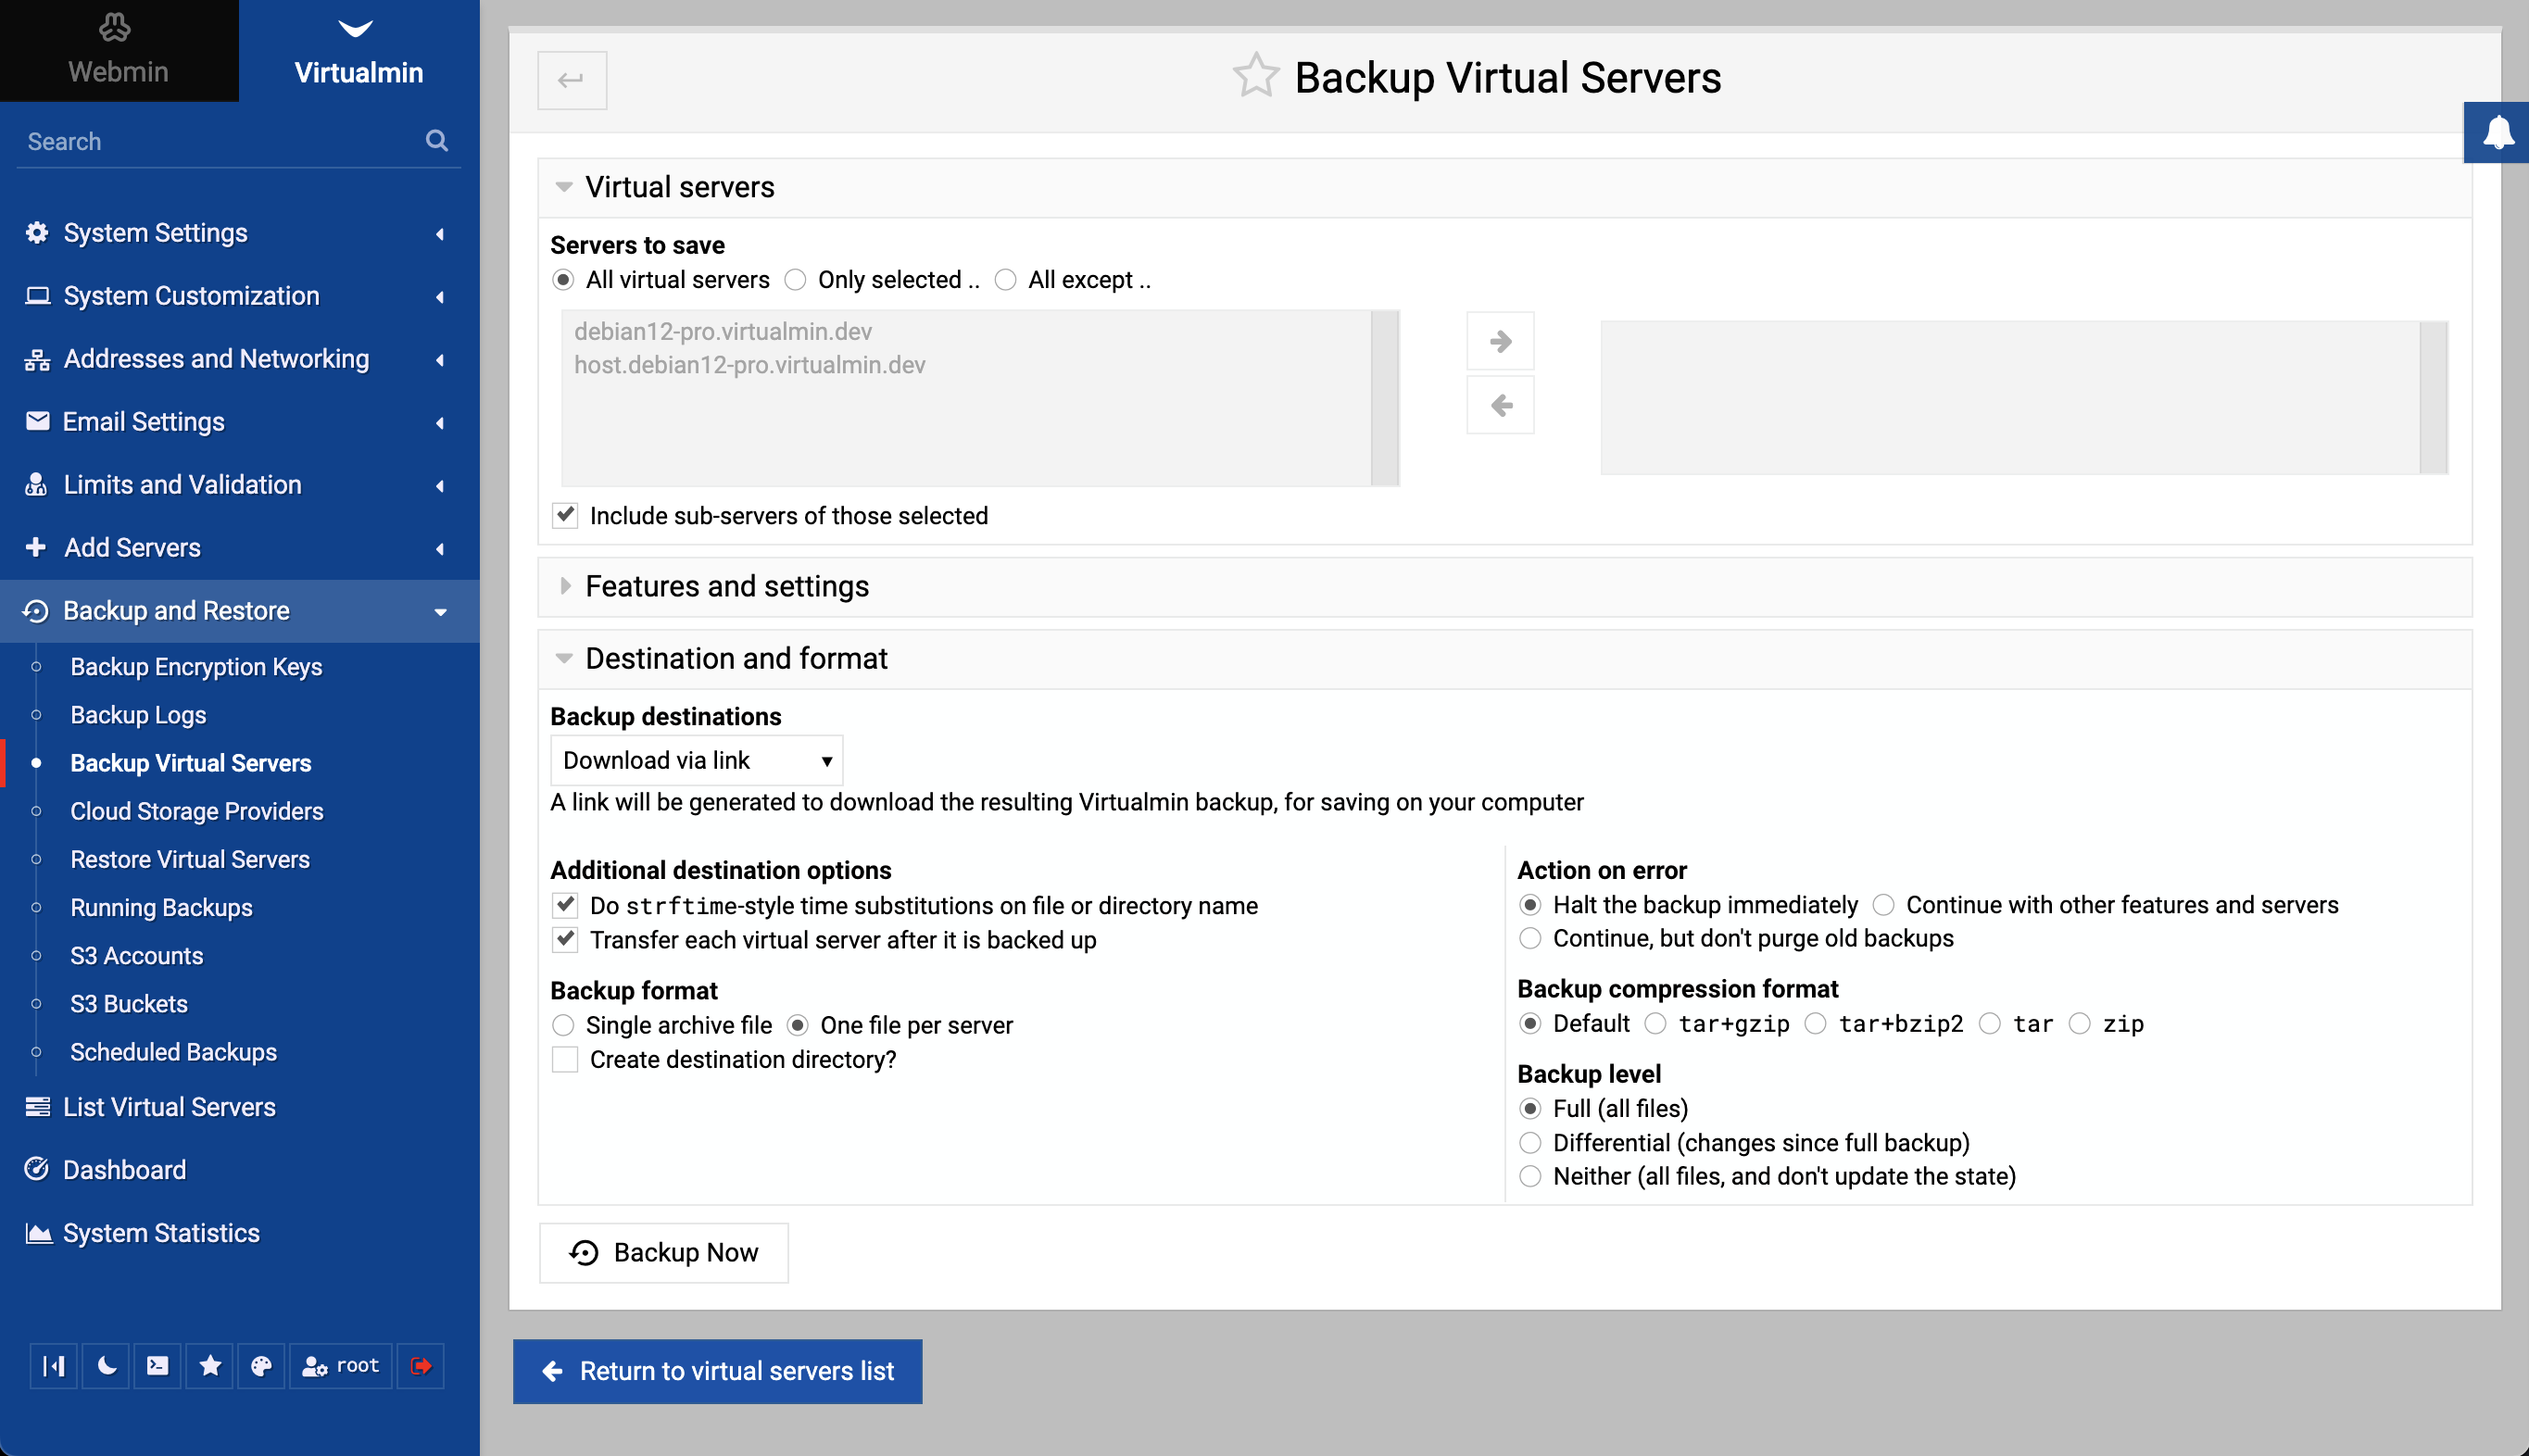 Webmin
Virtualmin
Search
System Settings
System Customization
Addresses and Networking
Email Settings
Limits and Validation
Add Servers
Backup and Restore
Backup Encryption Keys
Backup Logs
Backup Virtual Servers
Cloud Storage Providers
Restore Virtual Servers
Running Backups
S3 Accounts
S3 Buckets
Scheduled Backups
List Virtual Servers
Dashboard
System Statistics
root
Backup Virtual Servers
Virtual servers
Servers to save
All virtual servers Only selected .. All except ..
debian12-pro.virtualmin.dev
host.debian12-pro.virtualmin.dev
Include sub-servers of those selected
Features and settings
Destination and format
Backup destinations
Download via link
A link will be generated to download the resulting Virtualmin backup, for saving on your computer
Additional destination options
Do strftime-style time substitutions on file or directory name
Transfer each virtual server after it is backed up
Backup format
Single archive file One file per server
Create destination directory?
Action on error
Halt the backup immediately Continue with other features and servers
Continue, but don't purge old backups
Backup compression format
Default tar+gzip tar+bzip2 tar zip
Backup level
Full (all files)
Differential (changes since full backup)
Neither (all files, and don't update the state)
Backup Now
Return to virtual servers list